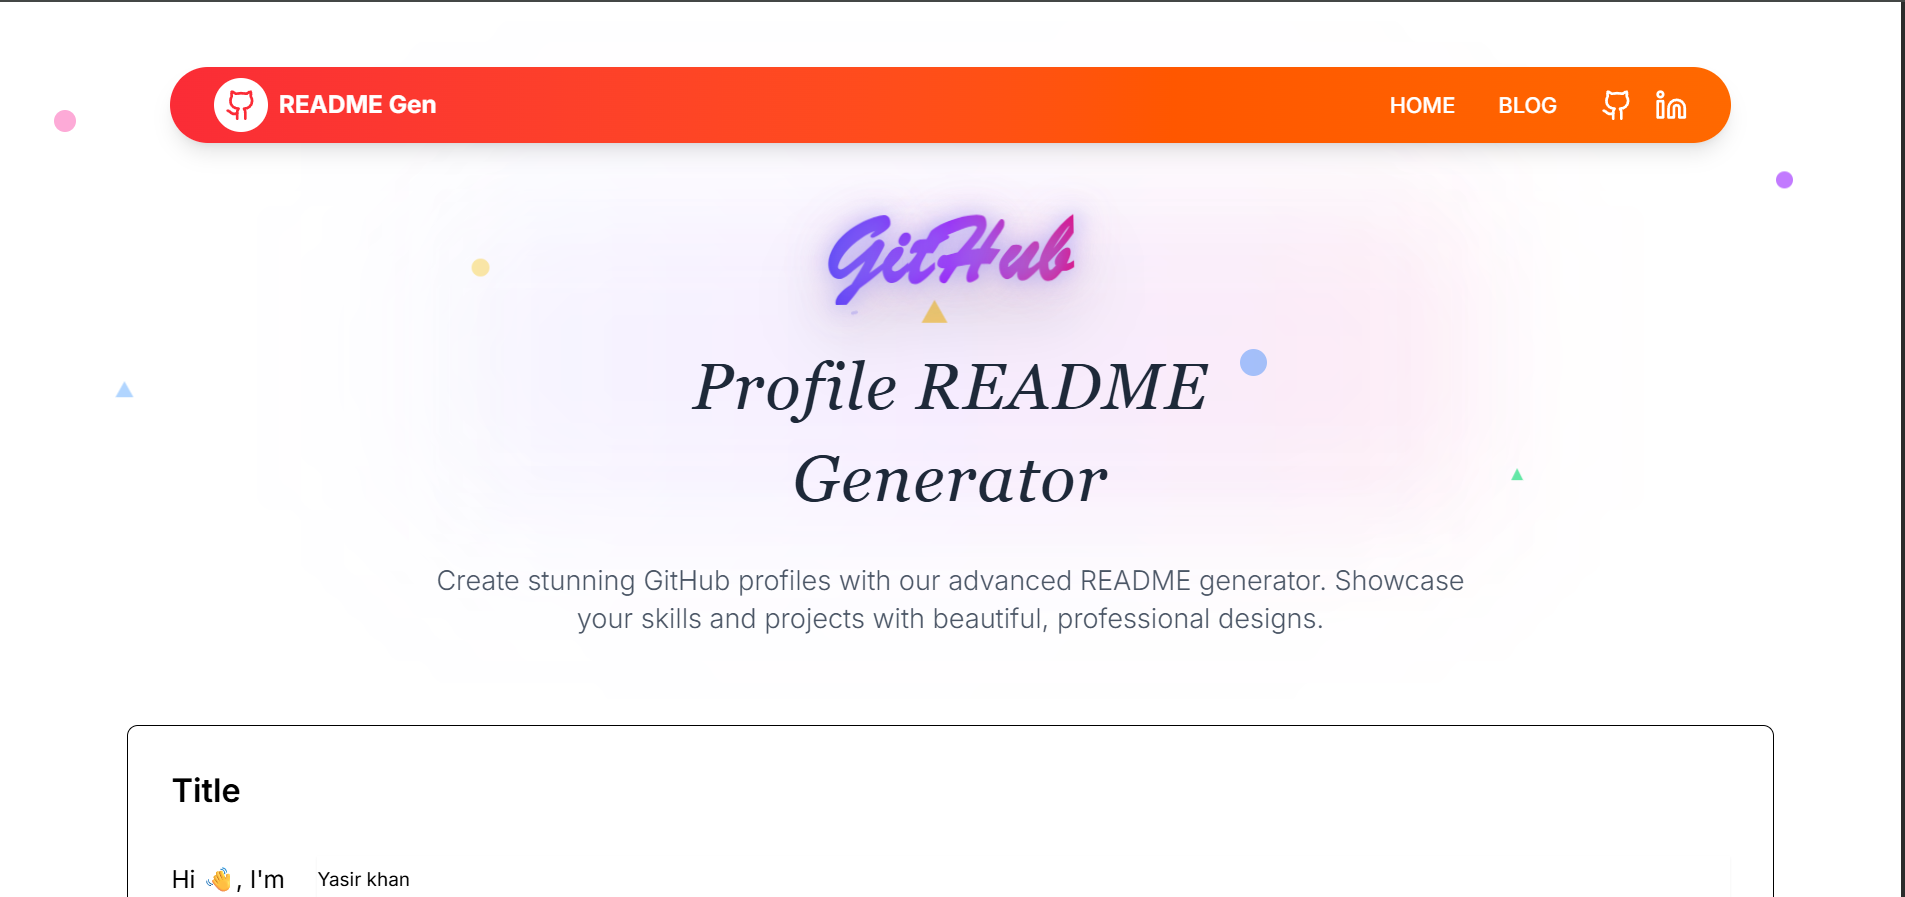 README Gen
HOME
BLOG
GitHub
Profile README
Generator
Create stunning GitHub profiles with our advanced README generator. Showcase
your skills and projects with beautiful, professional designs.
Title
Hi 👋, I'm Yasir khan